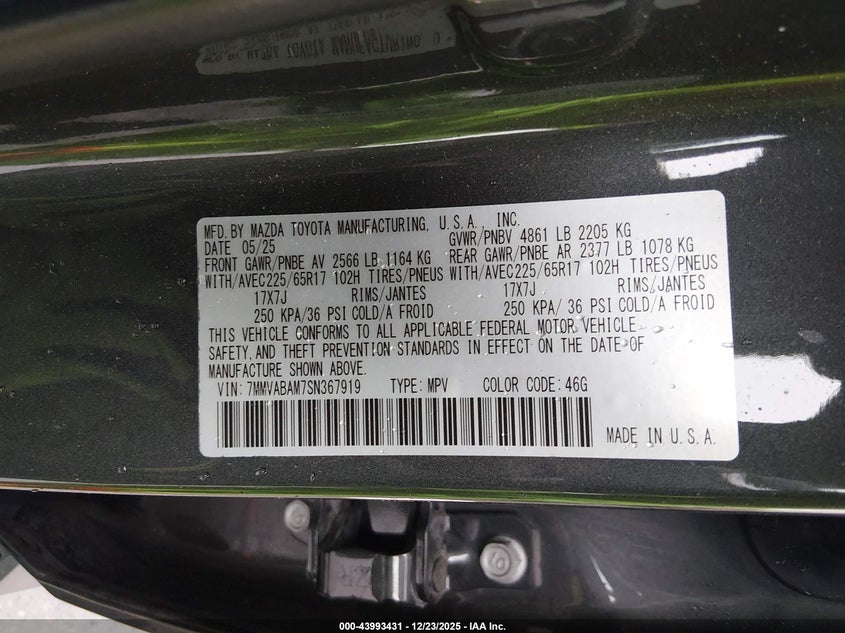 MFD. BY MAZDA TOYOTA MANUFACTURING, U.S.A. INC.
DATE 05/25 GVWR/PNBV 4861 LB 2205 KG
FRONT GAWR/PNBE AV 2566 LB 1164 KG REAR GAWR/PNBE AR 2377 LB 1078 KG
WITH/AVEC225/65R17 102H TIRES/PNEUS WITH/AVEC225/65R17 102H TIRES/PNEUS
17X7J RIMS/JANTES 17X7J RIMS/JANTES
250 KPA/36 PSI COLD/A FROID 250 KPA/ 36 PSI COLD/A FROID
THIS VEHICLE CONFORMS TO ALL APPLICABLE FEDERAL MOTOR VEHICLE
SAFETY, AND THEFT PREVENTION STANDARDS IN EFFECT ON THE DATE OF
MANUFACTURE SHOWN ABOVE.
VIN: 7MMVABAM7SN367919 TYPE: MPV COLOR CODE: 46G
MADE IN U.S.A.
000-43993431 - 12/23/2025 - IAA Inc.